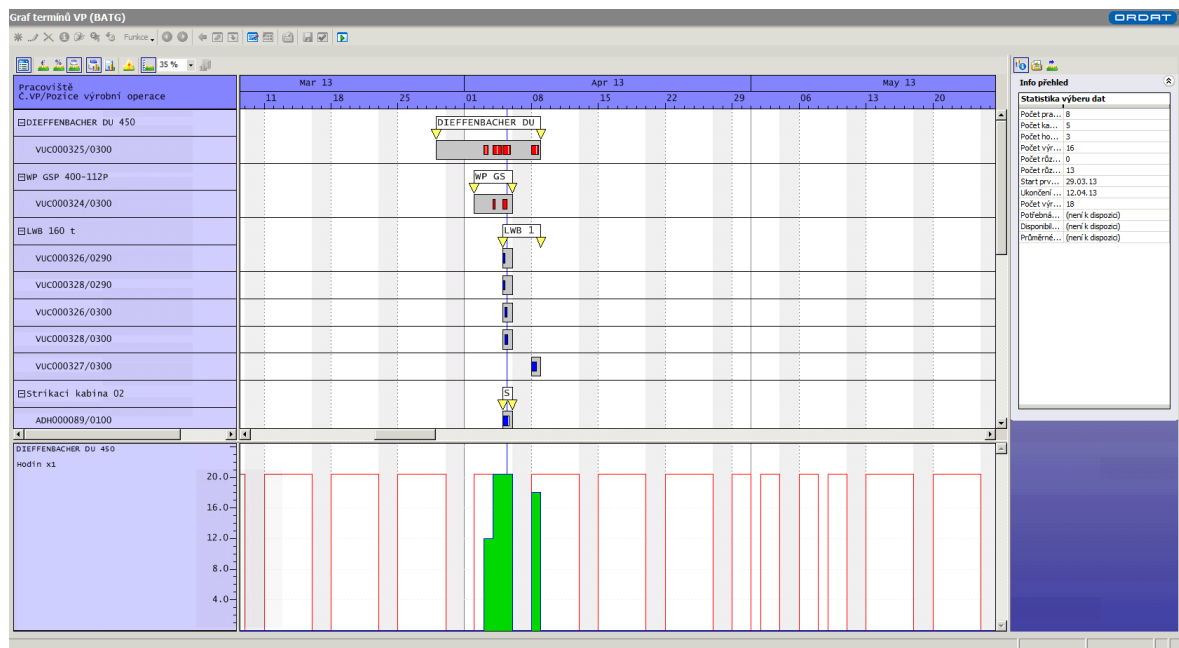 Graf termínů VP (BATG)
ORDAT
Funkce
35 %
Pracoviště
Č.VP/Pozice výrobní operace
Mar 13
Apr 13
May 13
11 18 25 01 08 15 22 29 06 13 20
DIEFFENBACHER DU 450
DIEFFENBACHER DU
VUC000325/0300
WP GSP 400-112P
WP GS
VUC000324/0300
LWB 160 t
LWB 1
VUC000326/0290
VUC000328/0290
VUC000326/0300
VUC000328/0300
VUC000327/0300
Strikací kabina 02
S
ADH000089/0100
DIEFFENBACHER DU 450
Hodin x1
20.0
16.0
12.0
8.0
4.0
Info přehled
Statistika výberu dat
Počet pra... 8
Počet ka... 5
Počet ho... 3
Počet výr... 16
Počet růz... 0
Počet růz... 13
Start prv... 29.03.13
Ukončení ... 12.04.13
Počet výr... 18
Potřebná... (není k dispozici)
Disponibil... (není k dispozici)
Průměrné... (není k dispozici)